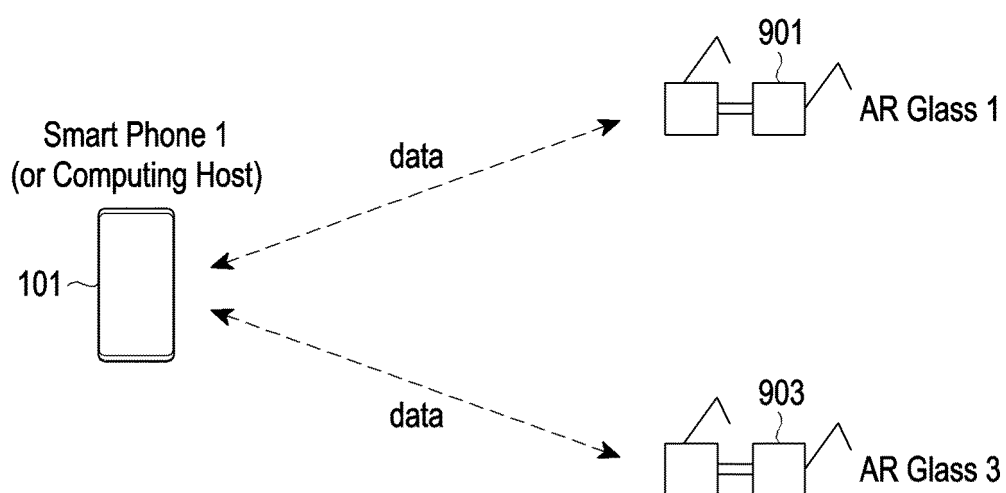 901
AR Glass 1
Smart Phone 1
(or Computing Host)
data
101
data
903
AR Glass 3